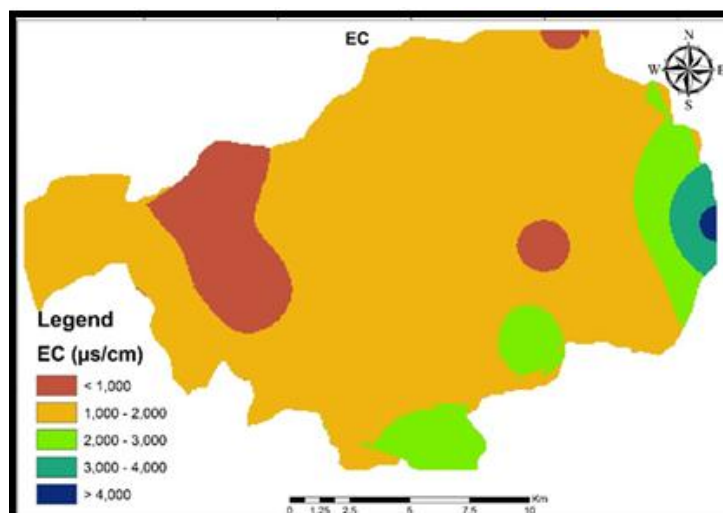 EC
N
W E
S
Legend
EC (µs/cm)
< 1,000
1,000 - 2,000
2,000 - 3,000
3,000 - 4,000
> 4,000
Km
0 1.25 2.5 5 7.5 10